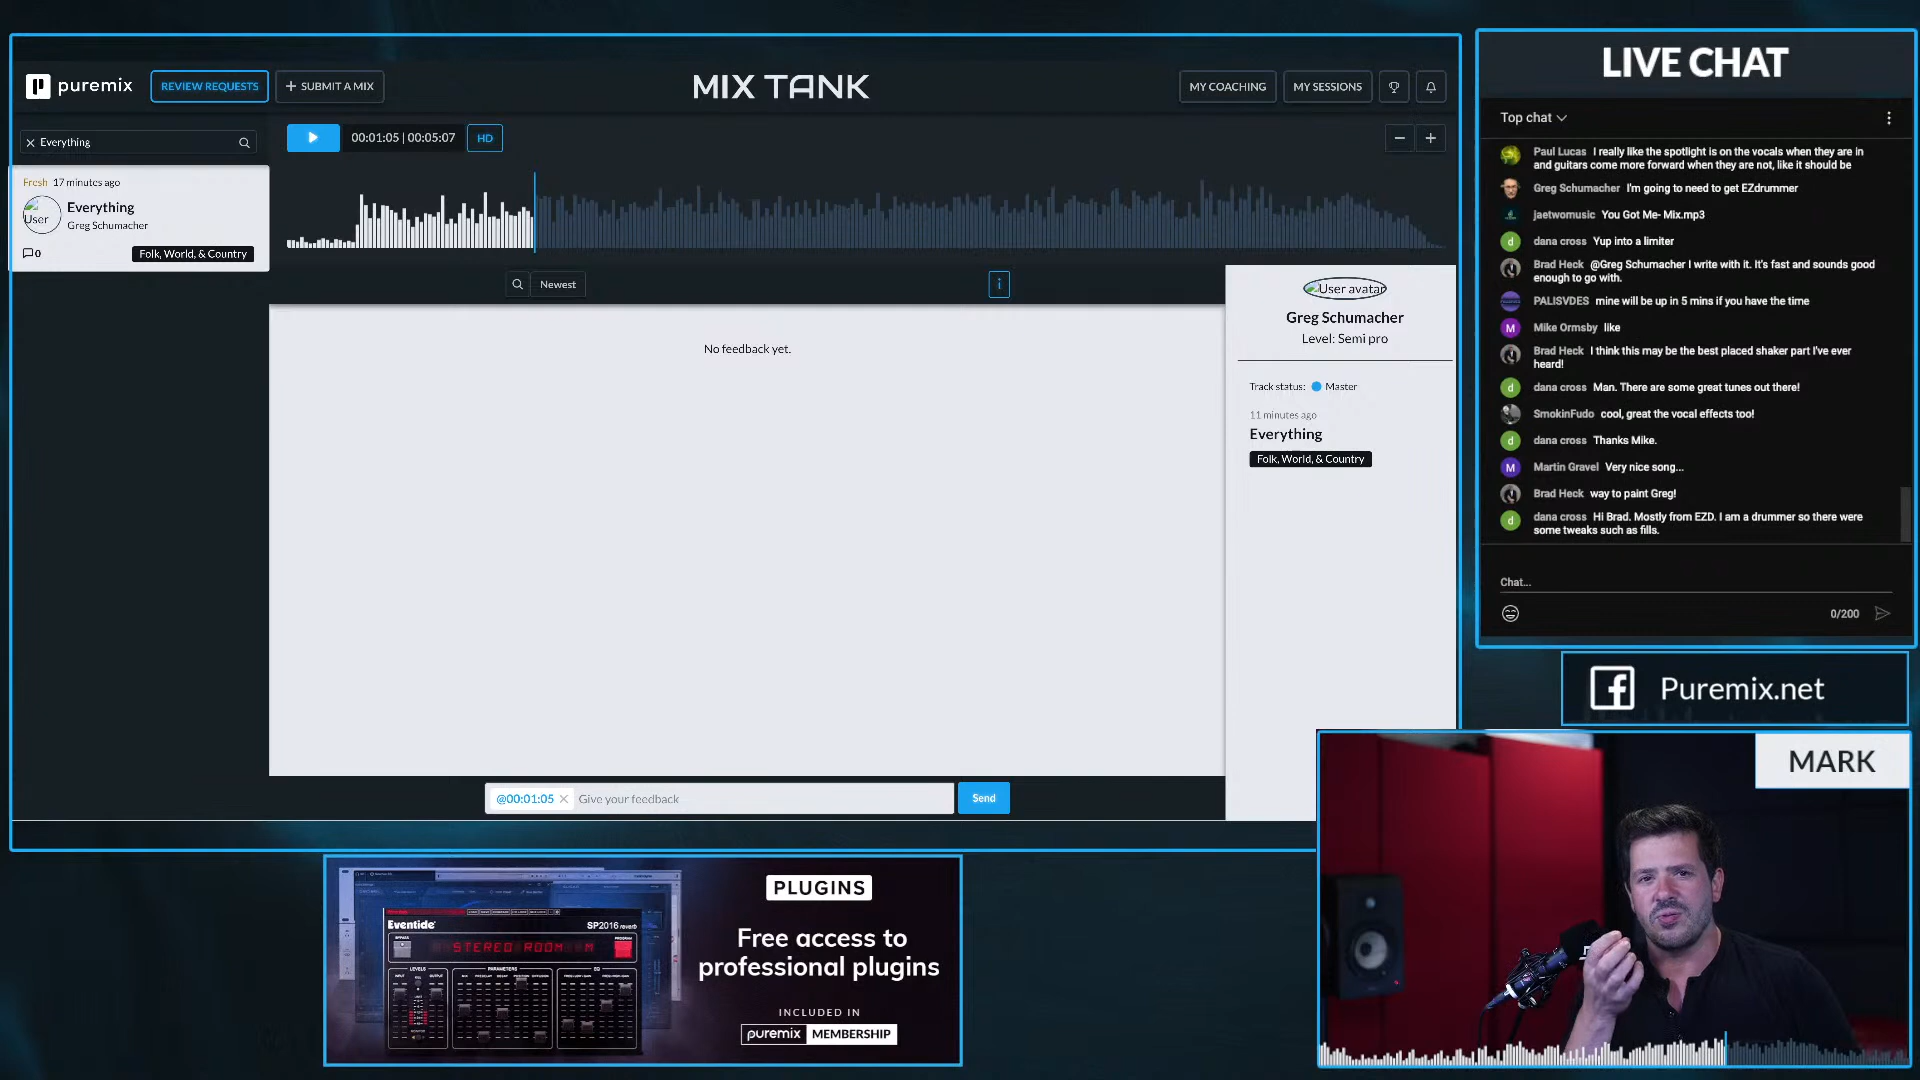 puremix
REVIEW REQUESTS
+ SUBMIT A MIX
MIX TANK
MY COACHING
MY SESSIONS
Everything
00:01:05 | 00:05:07
HD
Fresh 17 minutes ago
User
Everything
Greg Schumacher
0
Folk, World, & Country
Newest
i
No feedback yet.
User avatar
Greg Schumacher
Level: Semi pro
Track status: Master
11 minutes ago
Everything
Folk, World, & Country
@00:01:05
Give your feedback
Send
LIVE CHAT
Top chat
Paul Lucas I really like the spotlight is on the vocals when they are in
and guitars come more forward when they are not, like it should be
Greg Schumacher I'm going to need to get EZdrummer
jaetwomusic You Got Me- Mix.mp3
d dana cross Yup into a limiter
Brad Heck @Greg Schumacher I write with it. It's fast and sounds good
enough to go with.
PALISVDES mine will be up in 5 mins if you have the time
M Mike Ormsby like
Brad Heck I think this may be the best placed shaker part I've ever
heard!
d dana cross Man. There are some great tunes out there!
SmokinFudo cool, great the vocal effects too!
d dana cross Thanks Mike.
M Martin Gravel Very nice song...
Brad Heck way to paint Greg!
d dana cross Hi Brad. Mostly from EZD. I am a drummer so there were
some tweaks such as fills.
Chat...
0/200
Puremix.net
MARK
Eventide
SP2016 reverb
STEREO ROOM M
BYPASS
PROGRAM
LEVELS
PARAMETERS
EQ
INPUT
OUTPUT
PLUGINS
Free access to
professional plugins
INCLUDED IN
puremix MEMBERSHIP